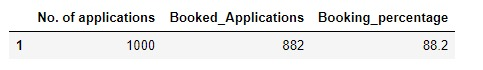 No. of applications Booked_Applications Booking_percentage
1 1000 882 88.2